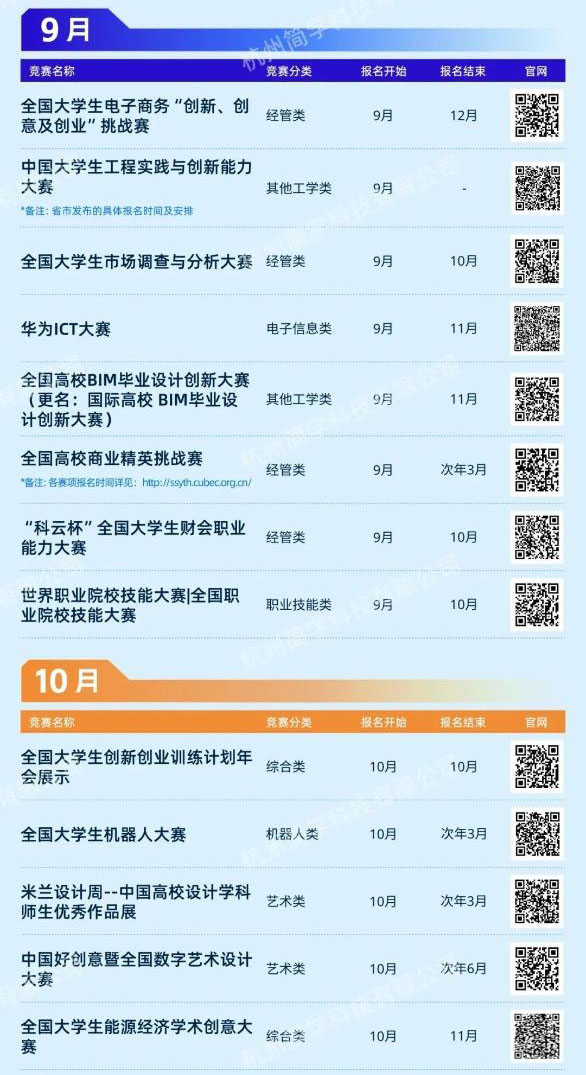 9月
竞赛名称 竞赛分类 报名开始 报名结束 官网
全国大学生电子商务“创新、创
意及创业”挑战赛 经管类 9月 12月
中国大学生工程实践与创新能力
大赛 其他工学类 9月 -
*备注: 省市发布的具体报名时间及安排
全国大学生市场调查与分析大赛 经管类 9月 10月
华为ICT大赛 电子信息类 9月 11月
全国高校BIM毕业设计创新大赛
（更名：国际高校 BIM毕业设 其他工学类 9月 11月
计创新大赛）
全国高校商业精英挑战赛 经管类 9月 次年3月
*备注: 各赛项报名时间详见：http://ssyth.cubec.org.cn/
“科云杯”全国大学生财会职业
能力大赛 经管类 9月 10月
世界职业院校技能大赛|全国职
业院校技能大赛 职业技能类 9月 10月
10月
竞赛名称 竞赛分类 报名开始 报名结束 官网
全国大学生创新创业训练计划年
会展示 综合类 10月 10月
全国大学生机器人大赛 机器人类 10月 次年3月
米兰设计周--中国高校设计学科
师生优秀作品展 艺术类 10月 次年3月
中国好创意暨全国数字艺术设计
大赛 艺术类 10月 次年6月
全国大学生能源经济学术创意大
赛 综合类 10月 11月
杭州简学科技有限公司